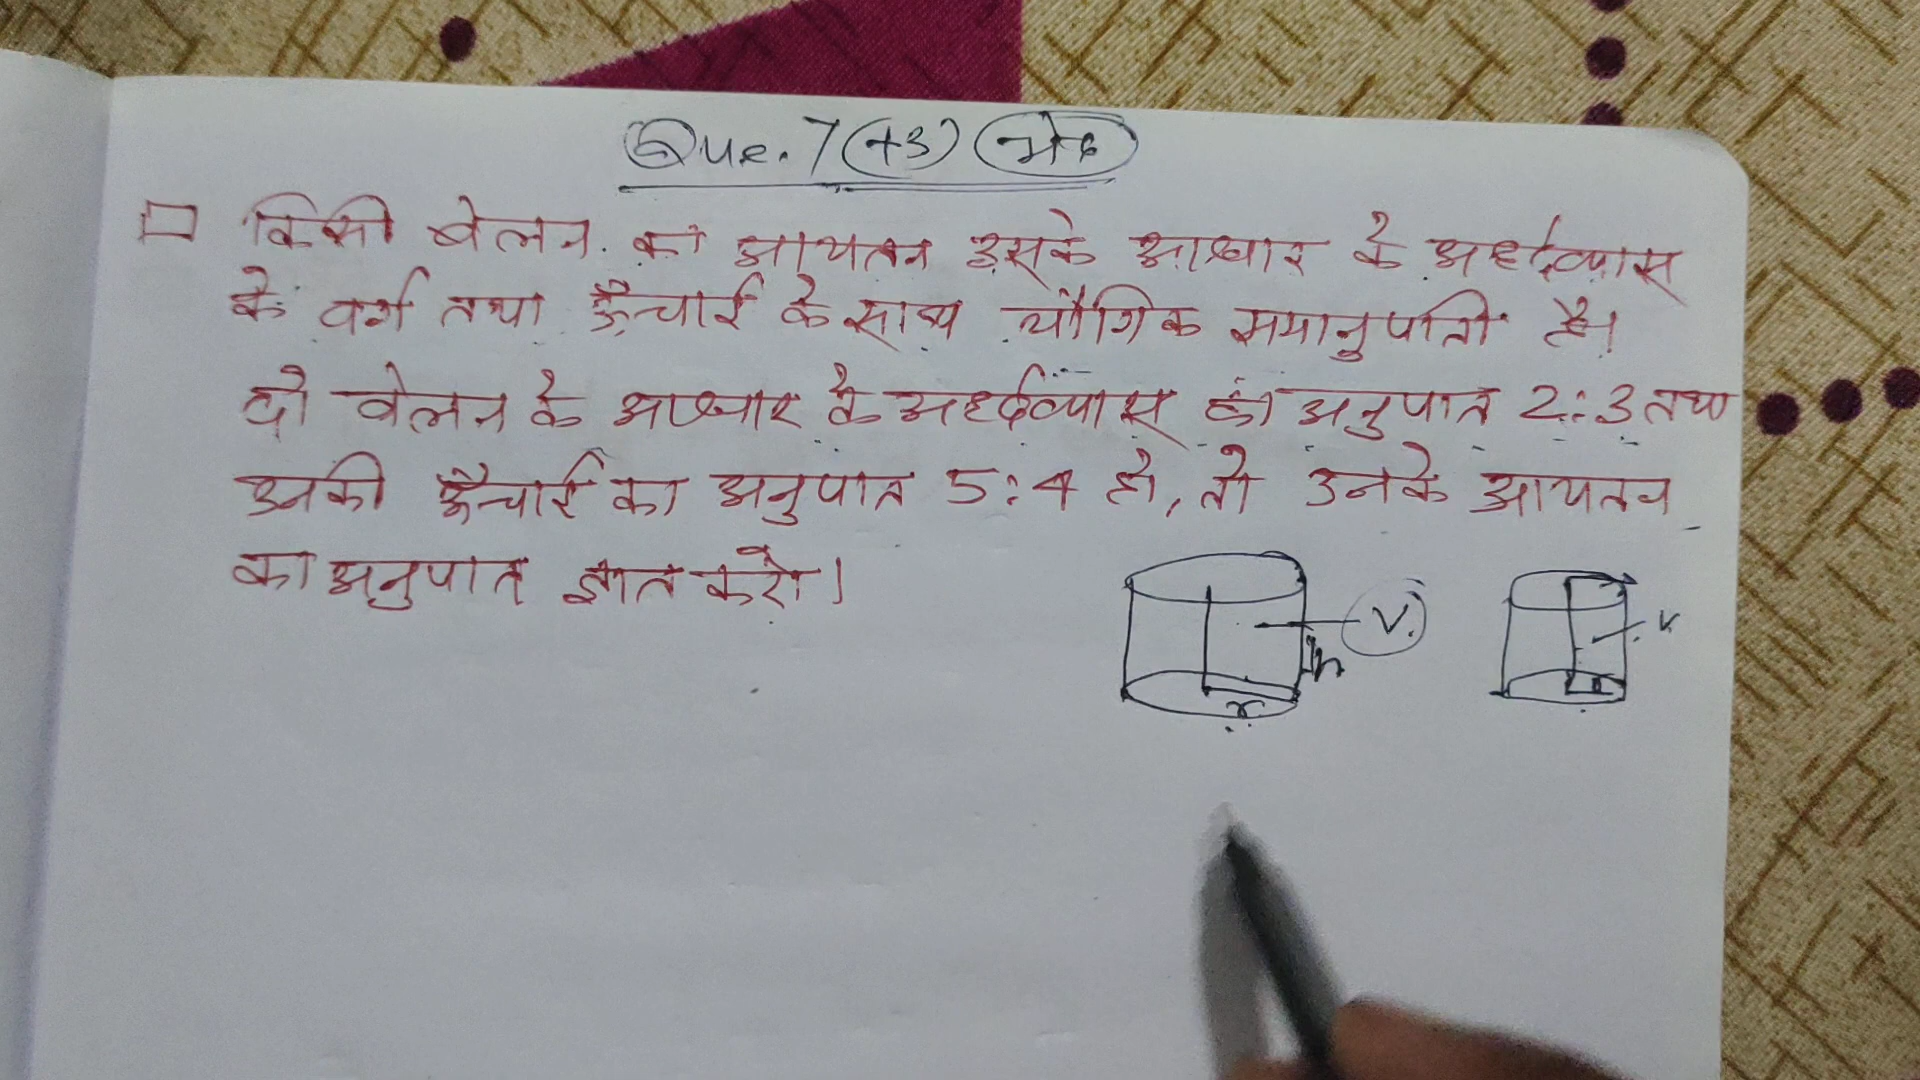 Que. 7 (+3)
किसी बेलन का आयतन उसके आधार के अर्द्धव्यास
के वर्ग तथा ऊँचाई के साथ यौगिक समानुपाती है।
दो बेलन के आधार के अर्द्धव्यास का अनुपात 2:3 तथा
उनकी ऊँचाई का अनुपात 5:4 हो, तो उनके आयतन
का अनुपात ज्ञात करो।
V.
h
r